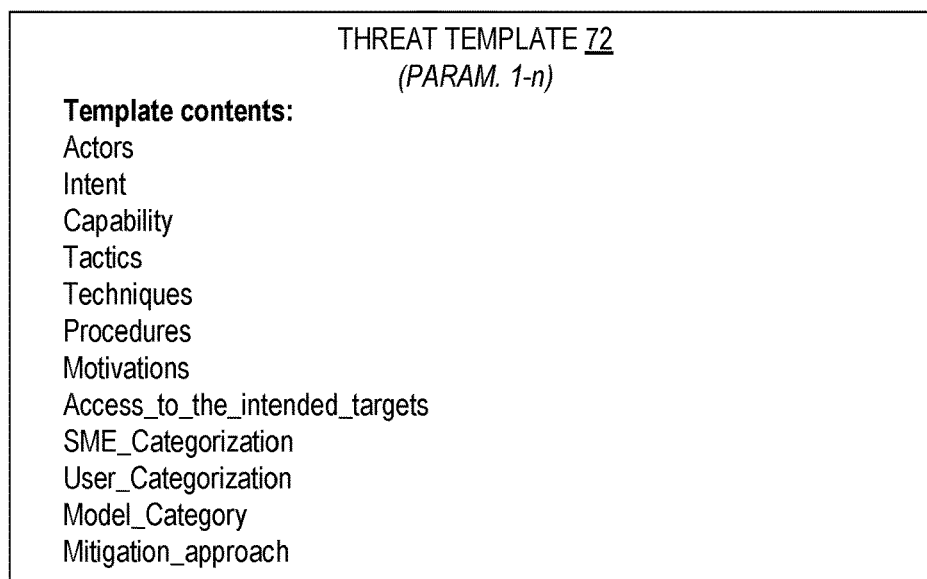 THREAT TEMPLATE 72
(PARAM. 1-n)
Template contents:
Actors
Intent
Capability
Tactics
Techniques
Procedures
Motivations
Access_to_the_intended_targets
SME_Categorization
User_Categorization
Model_Category
Mitigation_approach